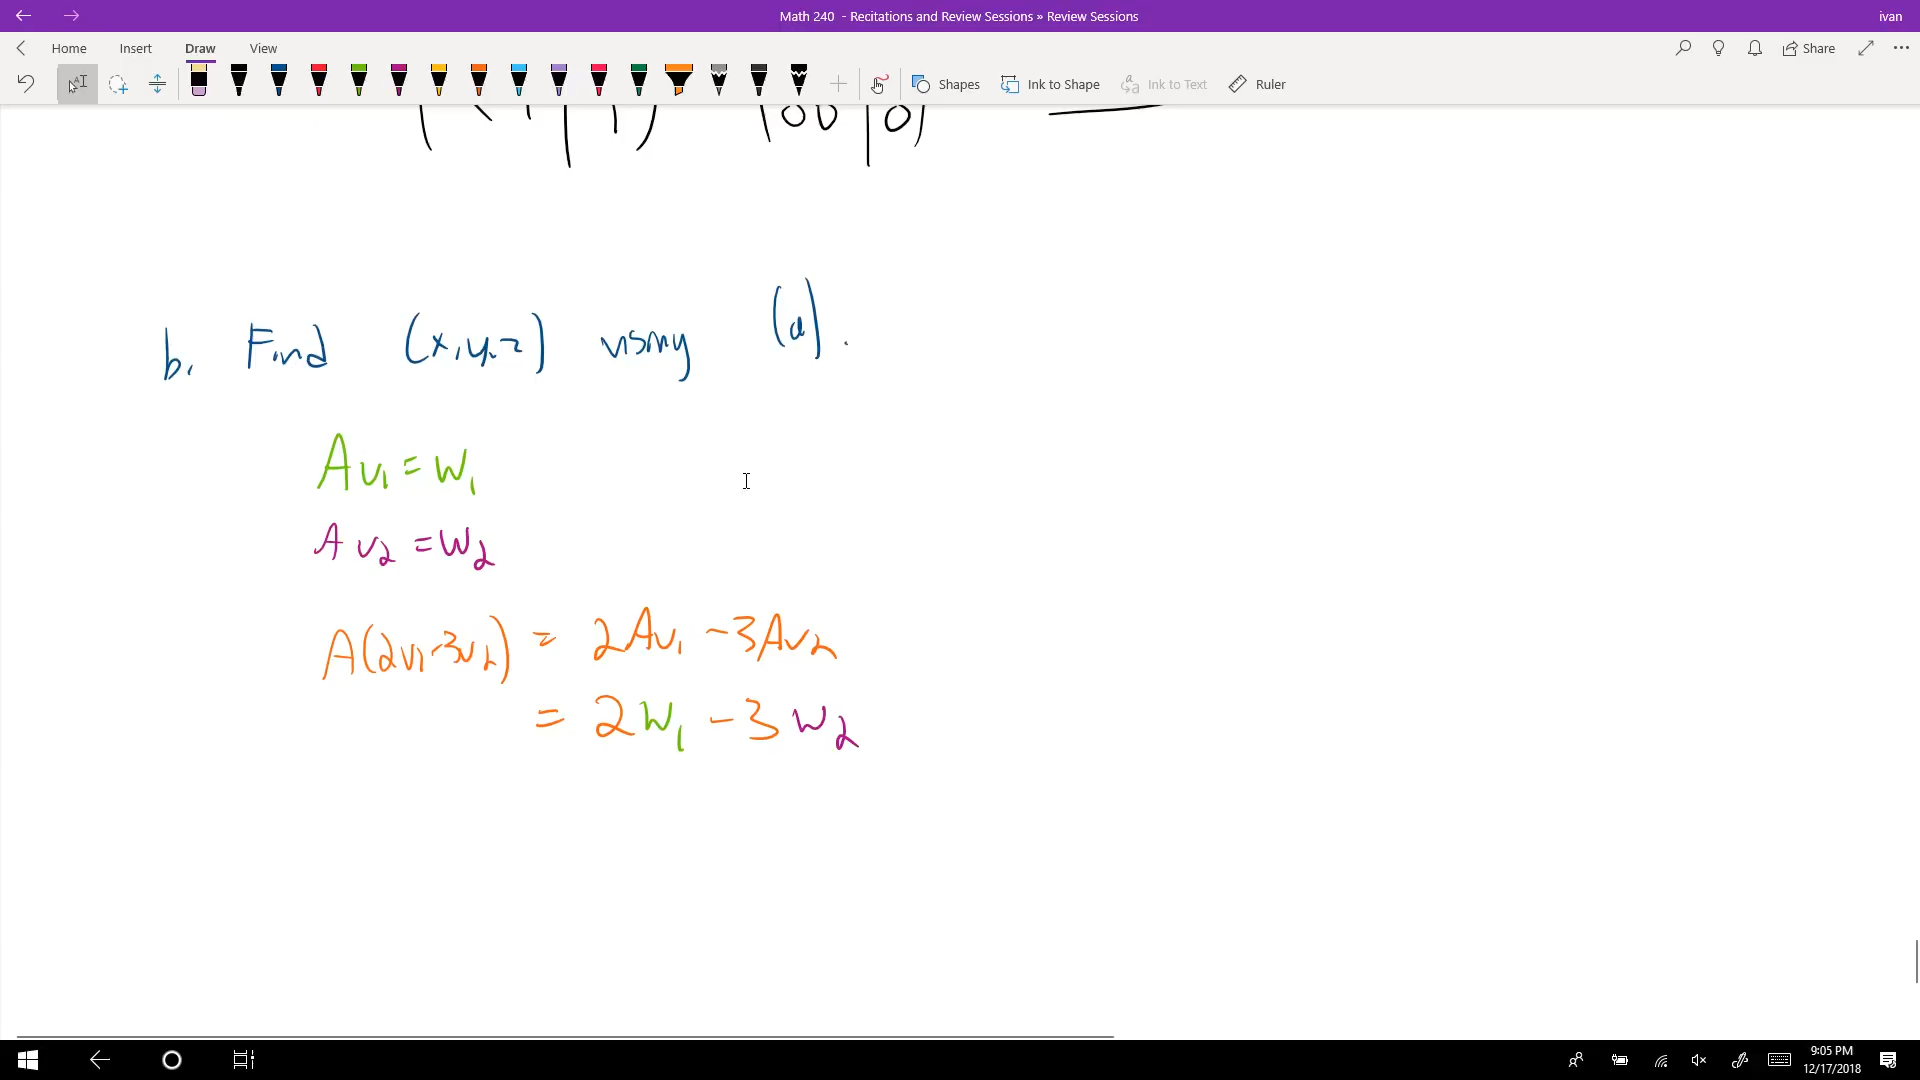 Math 240 - Recitations and Review Sessions » Review Sessions
ivan
Home Insert Draw View
Share
Shapes Ink to Shape Ink to Text Ruler
b. Find (x,y,z) using (a).
Av₁ = w₁
Av₂ = w₂
A(2v₁-3v₂) = 2Av₁ - 3Av₂
= 2w₁ - 3w₂
9:05 PM
12/17/2018